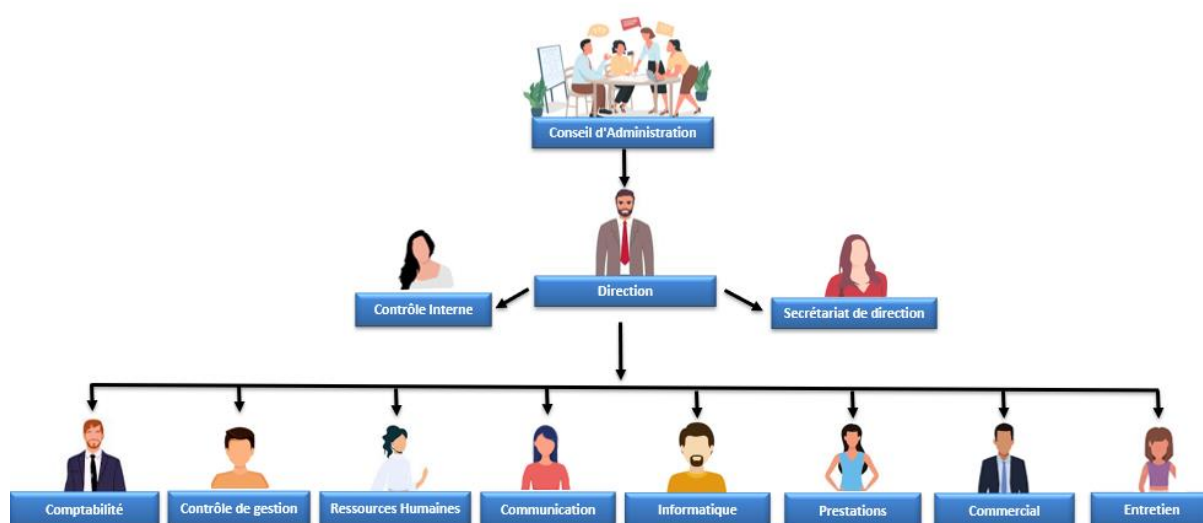 Conseil d'Administration
Direction
Contrôle Interne
Secrétariat de direction
Comptabilité
Contrôle de gestion
Ressources Humaines
Communication
Informatique
Prestations
Commercial
Entretien